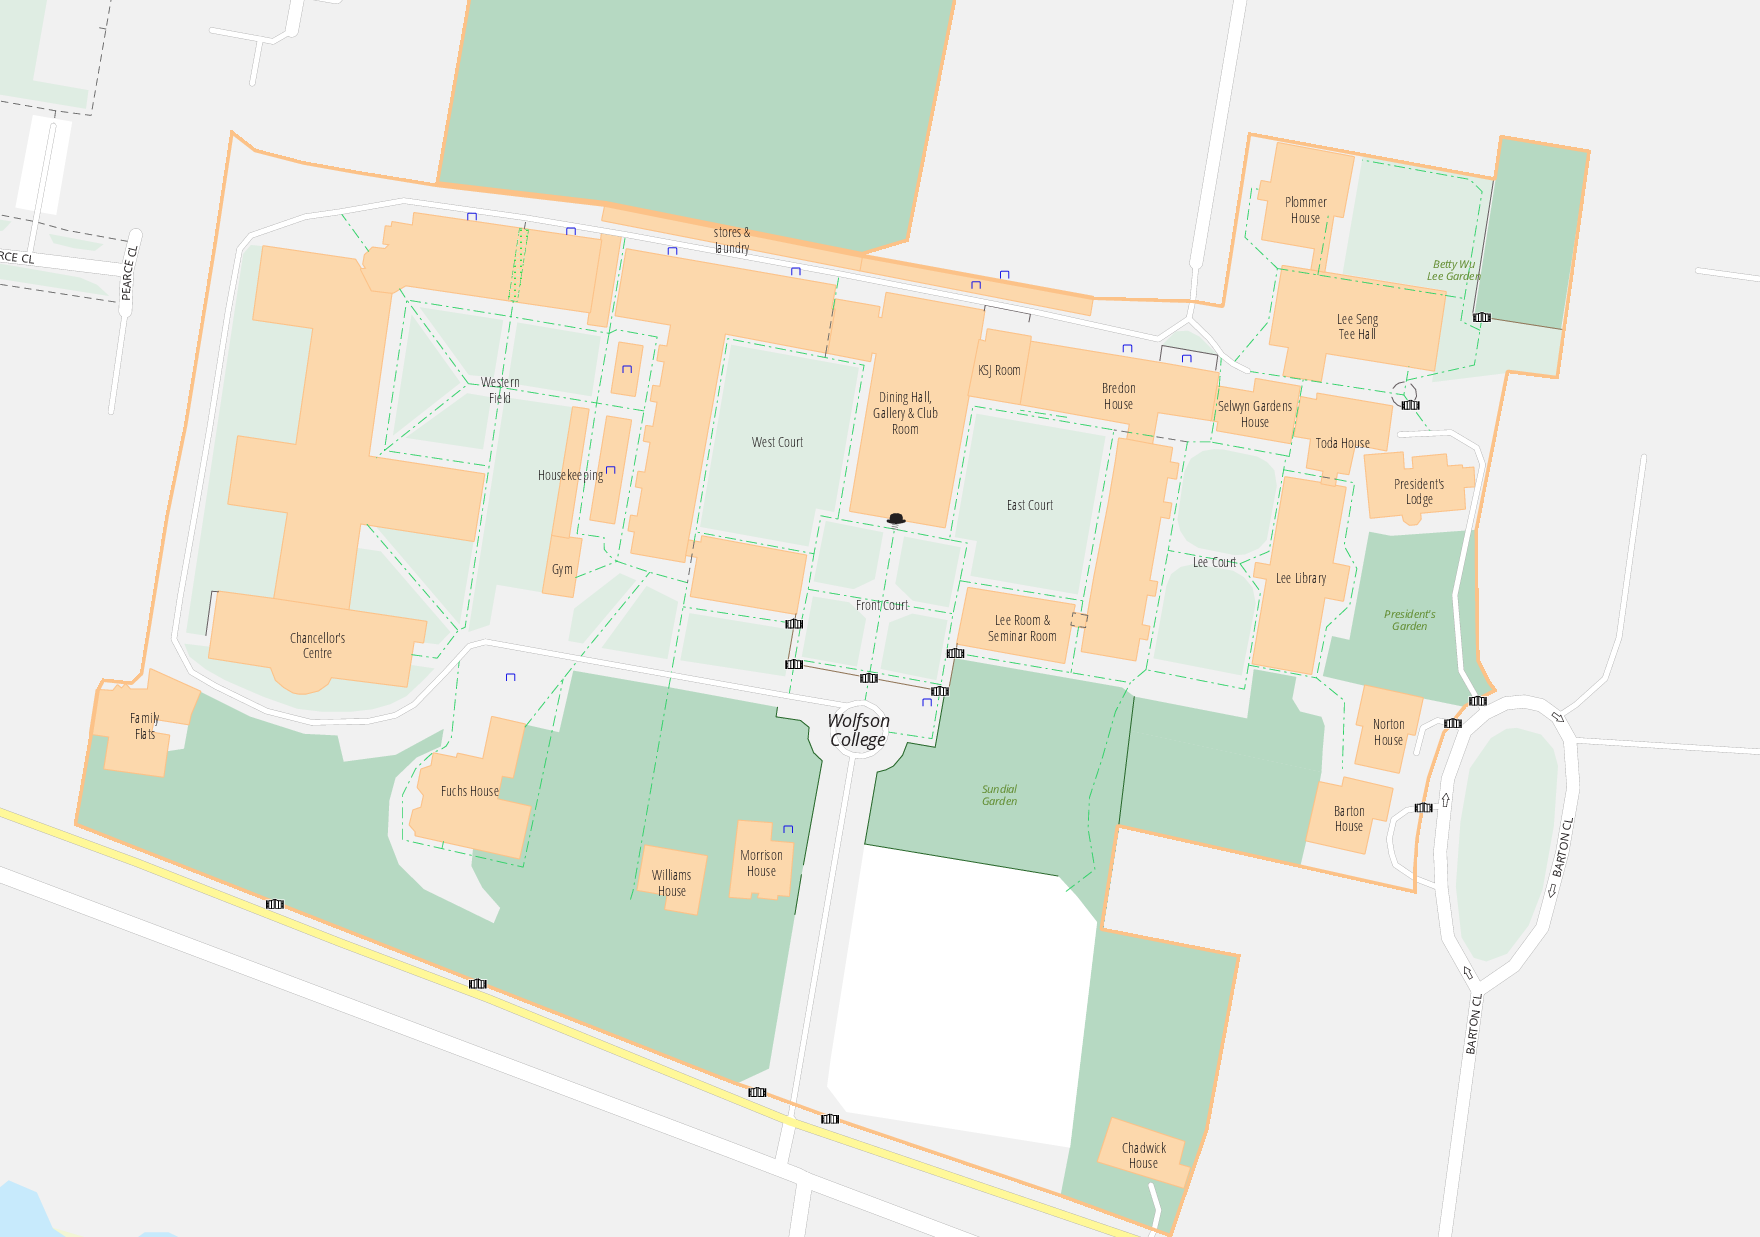 Plommer
House
stores &
laundry
PEARCE CL
RCE CL
Betty Wu
Lee Garden
Lee Seng
Tee Hall
Western
Field
KSJ Room
Bredon
House
Dining Hall,
Gallery & Club
Room
Selwyn Gardens
House
West Court
Toda House
Housekeeping
President's
Lodge
East Court
Gym
Lee Court
Lee Library
Front Court
Lee Room &
Seminar Room
President's
Garden
Chancellor's
Centre
Family
Flats
Wolfson
College
Norton
House
Fuchs House
Sundial
Garden
Barton
House
BARTON CL
Morrison
House
Williams
House
BARTON CL
Chadwick
House